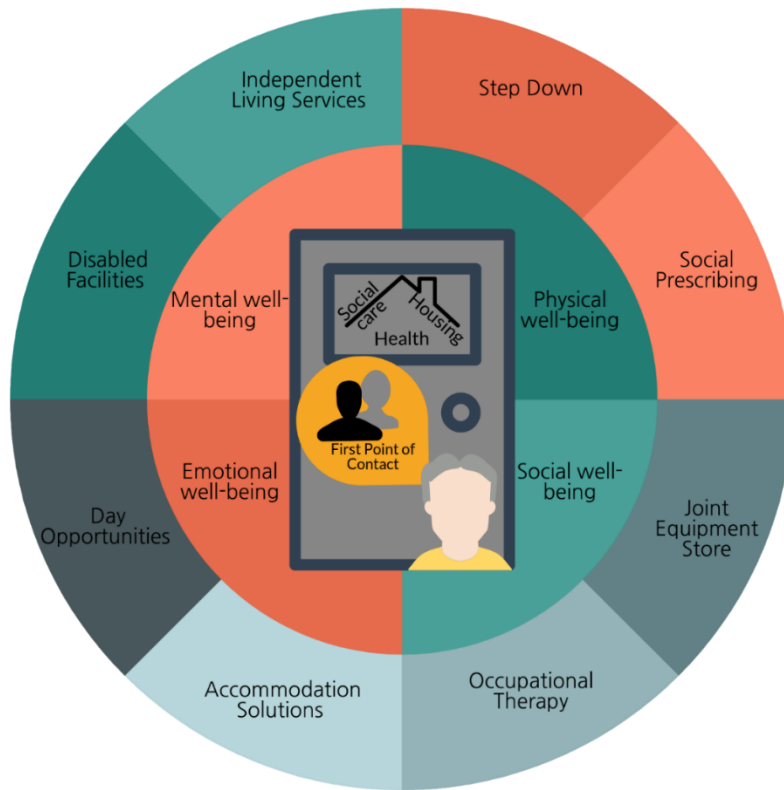 Independent
Living Services
Step Down
Disabled
Facilities
Social
Prescribing
Mental well-
being
Physical
well-being
Social
care
Housing
Health
First Point of
Contact
Emotional
well-being
Social well-
being
Day
Opportunities
Joint
Equipment
Store
Accommodation
Solutions
Occupational
Therapy